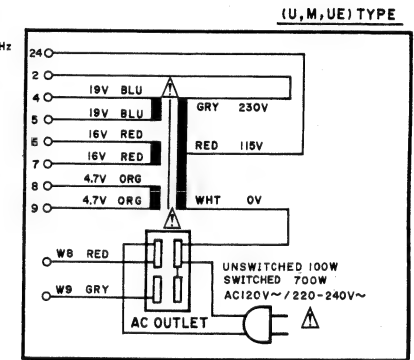 (U,M,UE) TYPE
Hz
24
2
4 19V BLU
GRY 230V
5 19V BLU
16V RED
RED 115V
7 16V RED
8 4.7V ORG
9 4.7V ORG
WHT 0V
W8 RED
UNSWITCHED 100W
SWITCHED 700W
W9 GRY
AC120V~/220-240V~
AC OUTLET